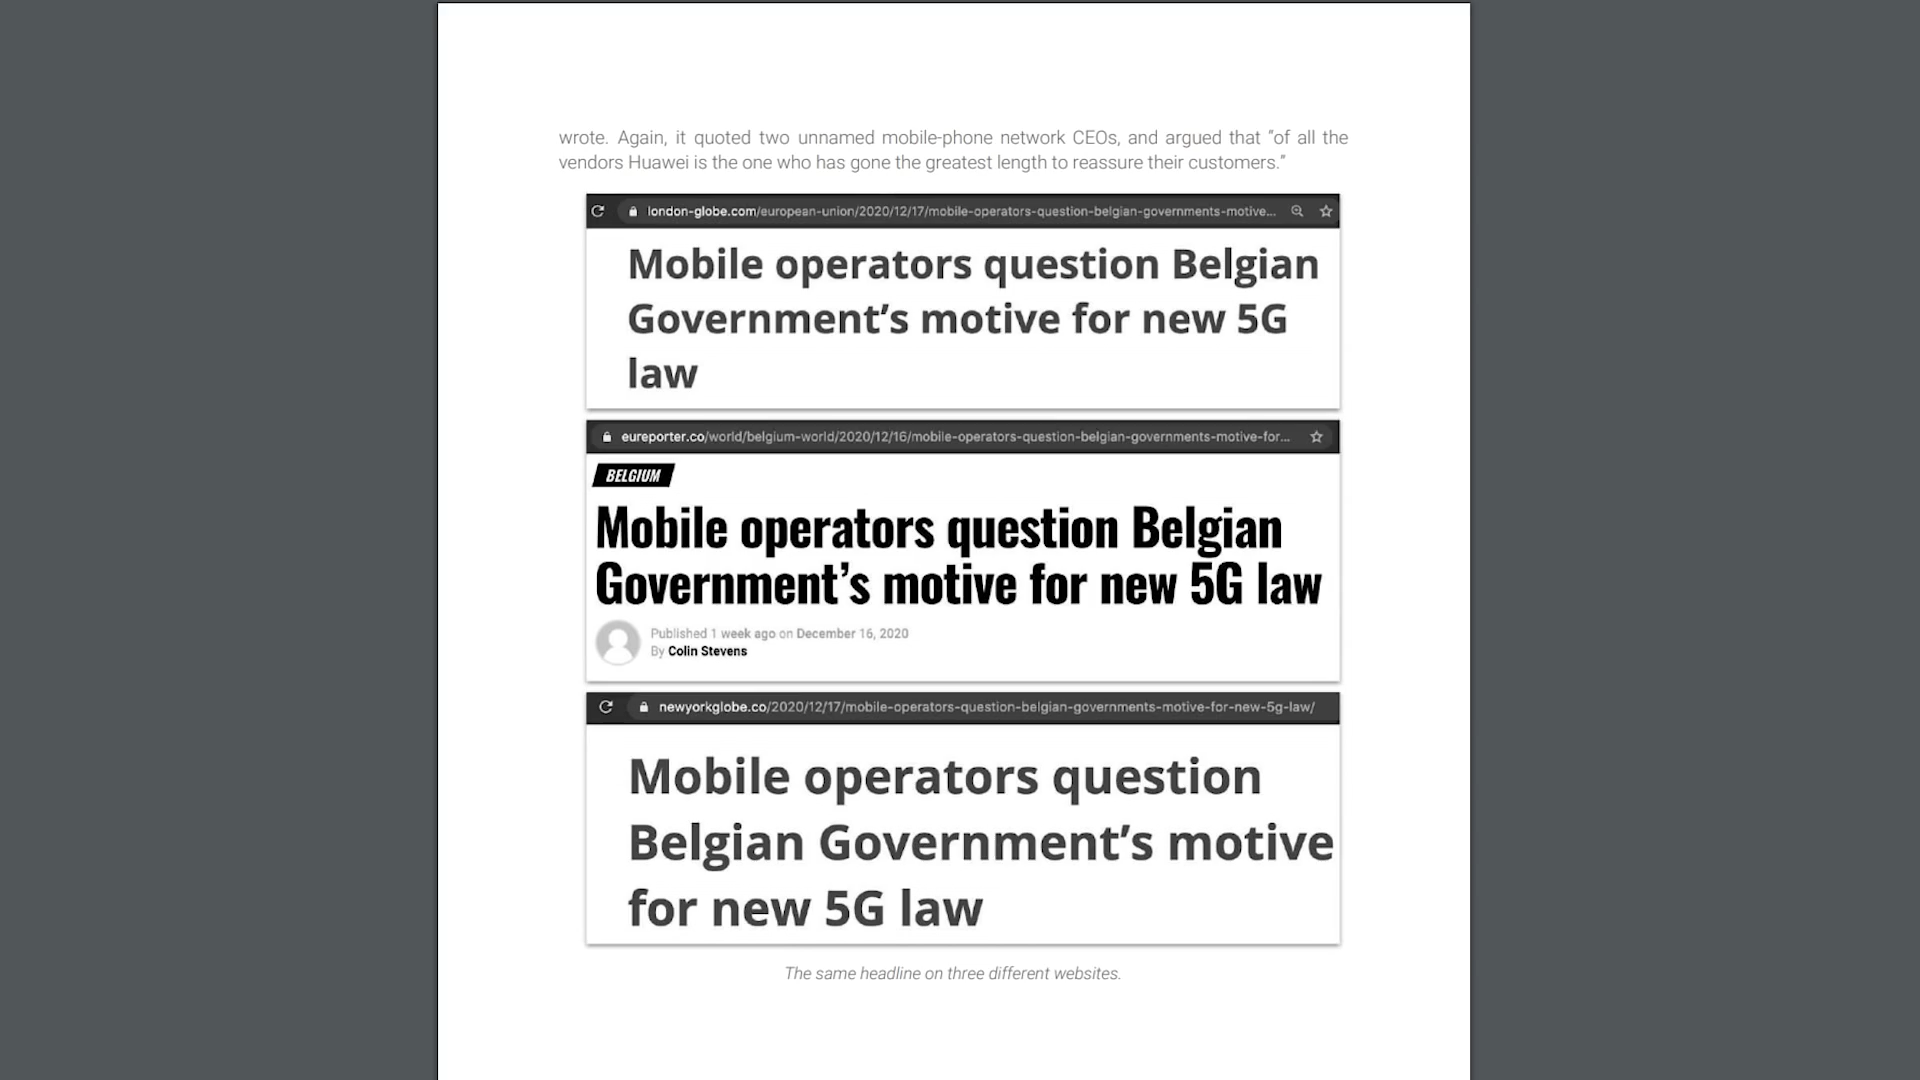 wrote. Again, it quoted two unnamed mobile-phone network CEOs, and argued that “of all the
vendors Huawei is the one who has gone the greatest length to reassure their customers.”
london-globe.com/european-union/2020/12/17/mobile-operators-question-belgian-governments-motive...
Mobile operators question Belgian
Government’s motive for new 5G
law
eureporter.co/world/belgium-world/2020/12/16/mobile-operators-question-belgian-governments-motive-for...
BELGIUM
Mobile operators question Belgian
Government’s motive for new 5G law
Published 1 week ago on December 16, 2020
By Colin Stevens
newyorkglobe.co/2020/12/17/mobile-operators-question-belgian-governments-motive-for-new-5g-law/
Mobile operators question
Belgian Government’s motive
for new 5G law
The same headline on three different websites.